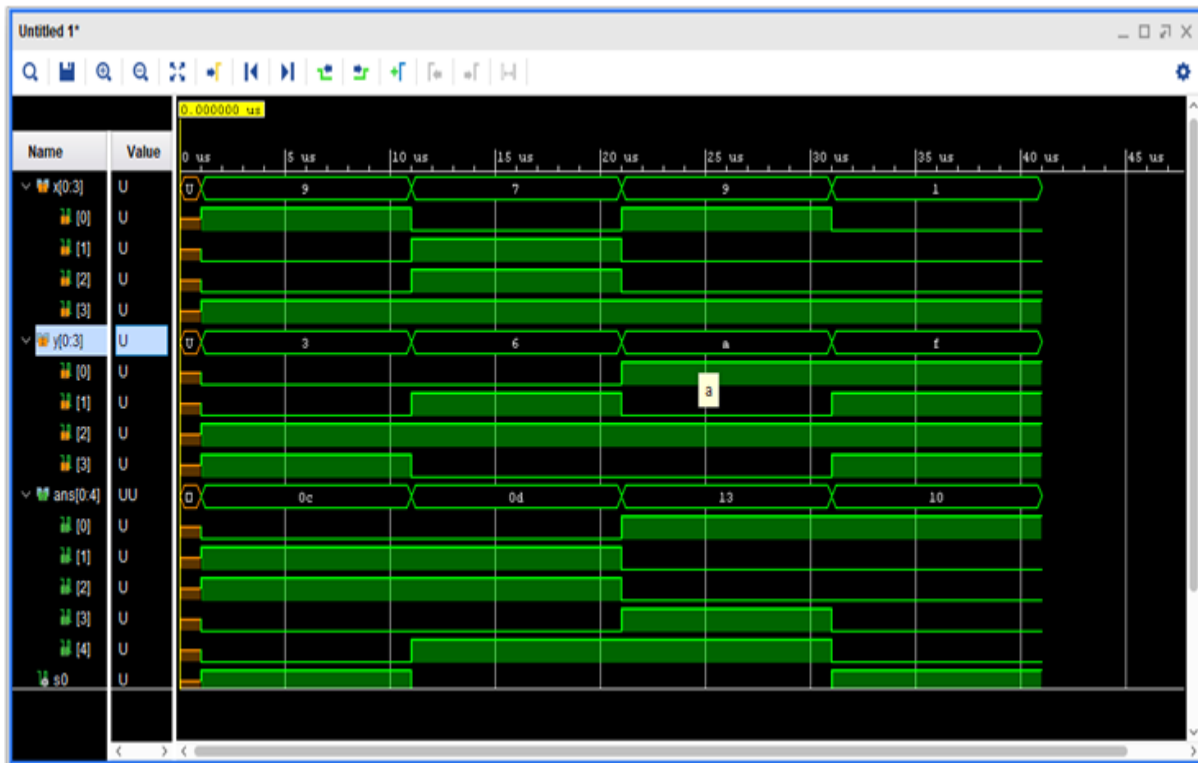 Untitled 1*
0.000000 us
Name Value
0 us 5 us 10 us 15 us 20 us 25 us 30 us 35 us 40 us 45 us
x[0:3] U U 9 7 9 1
[0] U
[1] U
[2] U
[3] U
y[0:3] U U 3 6 a f
[0] U
a
[1] U
[2] U
[3] U
ans[0:4] UU 0c 0d 13 10
[0] U
[1] U
[2] U
[3] U
[4] U
s0 U